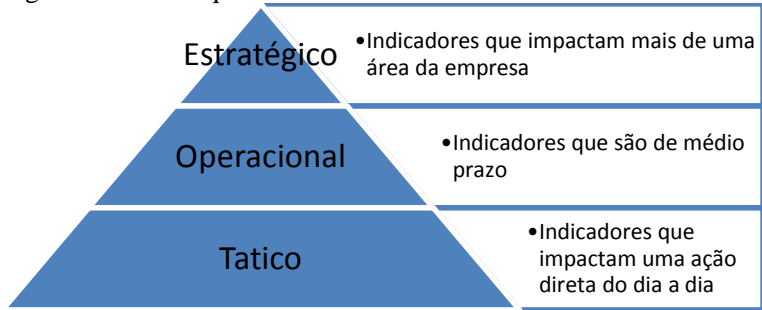 Estratégico
•Indicadores que impactam mais de uma
área da empresa
Operacional
•Indicadores que são de médio
prazo
Tatico
•Indicadores que
impactam uma ação
direta do dia a dia